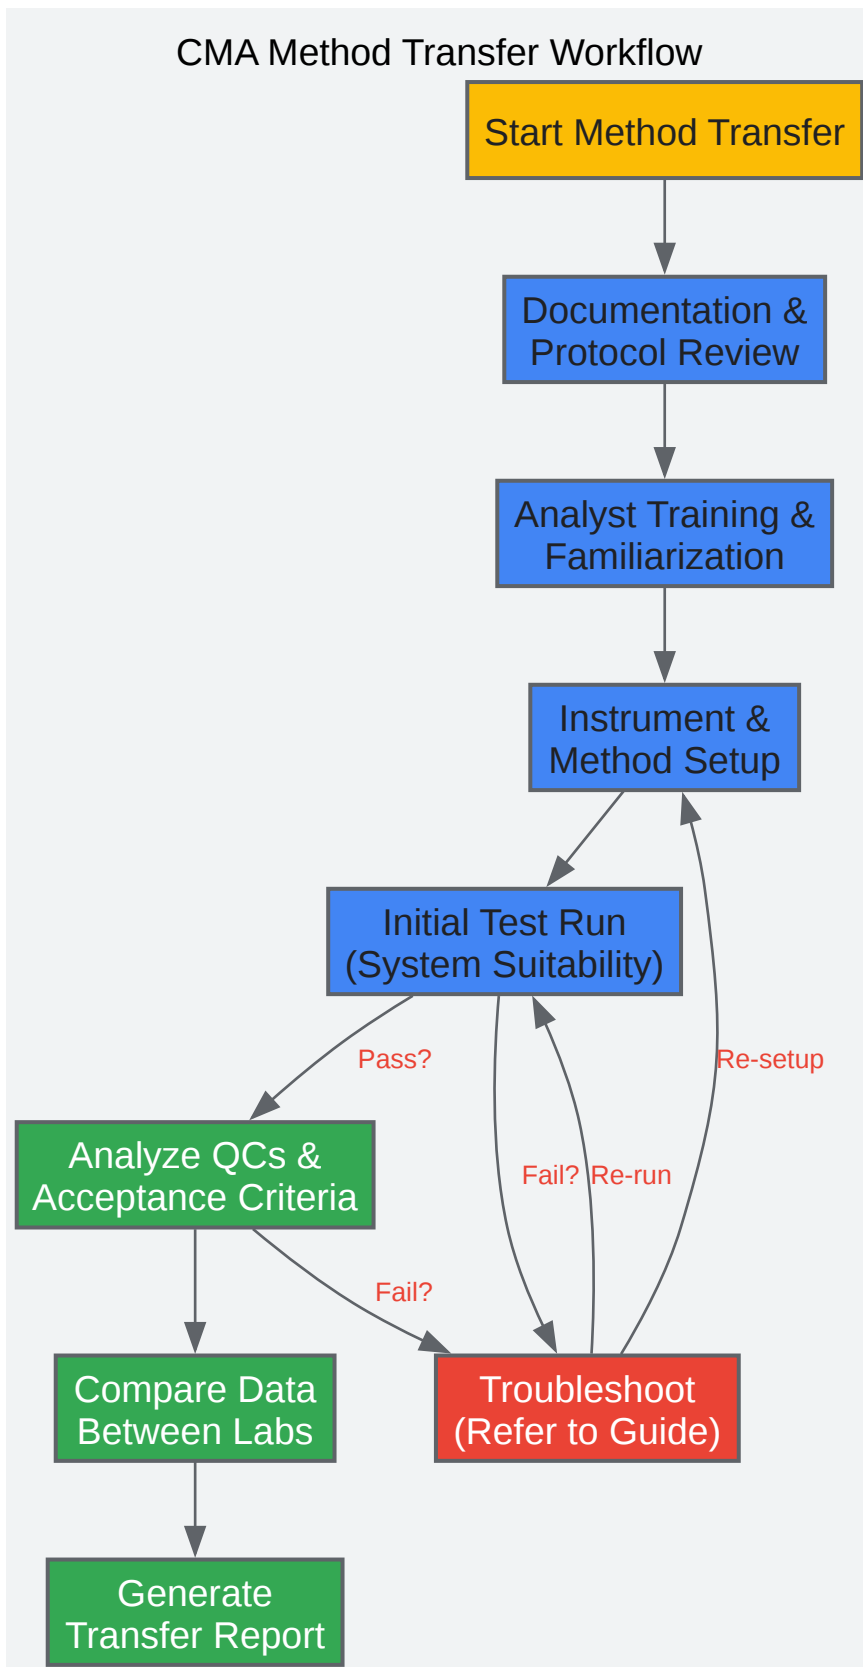 CMA Method Transfer Workflow
Start Method Transfer
Documentation &
Protocol Review
Analyst Training &
Familiarization
Instrument &
Method Setup
Initial Test Run
(System Suitability)
Pass?
Re-setup
Analyze QCs &
Acceptance Criteria
Fail?
Re-run
Fail?
Compare Data
Between Labs
Troubleshoot
(Refer to Guide)
Generate
Transfer Report